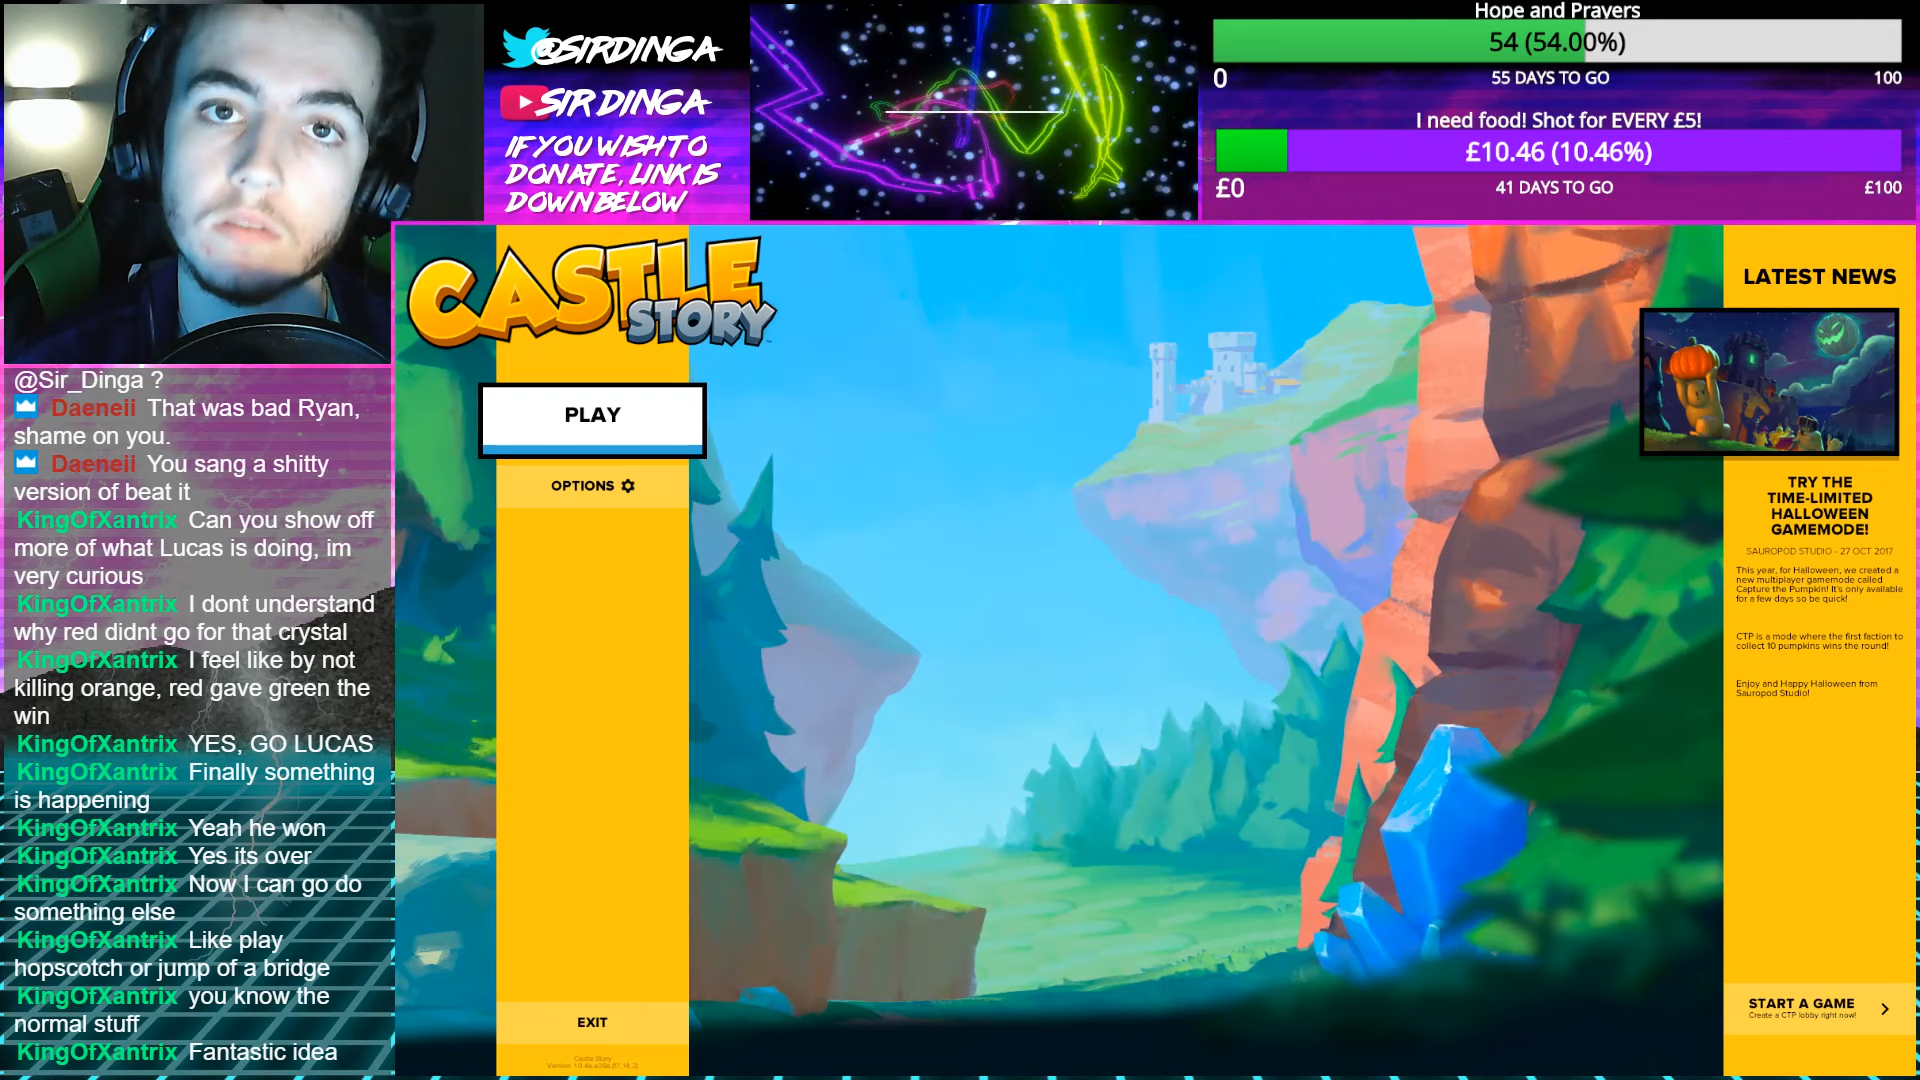 @SIRDINGA
SIR DINGA
IF YOU WISH TO
DONATE, LINK IS
DOWN BELOW
Hope and Prayers
54 (54.00%)
0
55 DAYS TO GO
100
I need food! Shot for EVERY £5!
£10.46 (10.46%)
£0
41 DAYS TO GO
£100
@Sir_Dinga ?
Daeneii That was bad Ryan,
shame on you.
Daeneii You sang a shitty
version of beat it
KingOfXantrix Can you show off
more of what Lucas is doing, im
very curious
KingOfXantrix I dont understand
why red didnt go for that crystal
KingOfXantrix I feel like by not
killing orange, red gave green the
win
KingOfXantrix YES, GO LUCAS
KingOfXantrix Finally something
is happening
KingOfXantrix Yeah he won
KingOfXantrix Yes its over
KingOfXantrix Now I can go do
something else
KingOfXantrix Like play
hopscotch or jump of a bridge
KingOfXantrix you know the
normal stuff
KingOfXantrix Fantastic idea
CASTLE
STORY
PLAY
OPTIONS
EXIT
Castle Story
LATEST NEWS
TRY THE
TIME-LIMITED
HALLOWEEN
GAMEMODE!
SAUROPOD STUDIO - 27 OCT 2017
This year, for Halloween, we created a
new multiplayer gamemode called
Capture the Pumpkin! It's only available
for a few days so be quick!
CTP is a mode where the first faction to
collect 10 pumpkins wins the round!
Enjoy and Happy Halloween from
Sauropod Studio!
START A GAME
Create a CTP lobby right now!